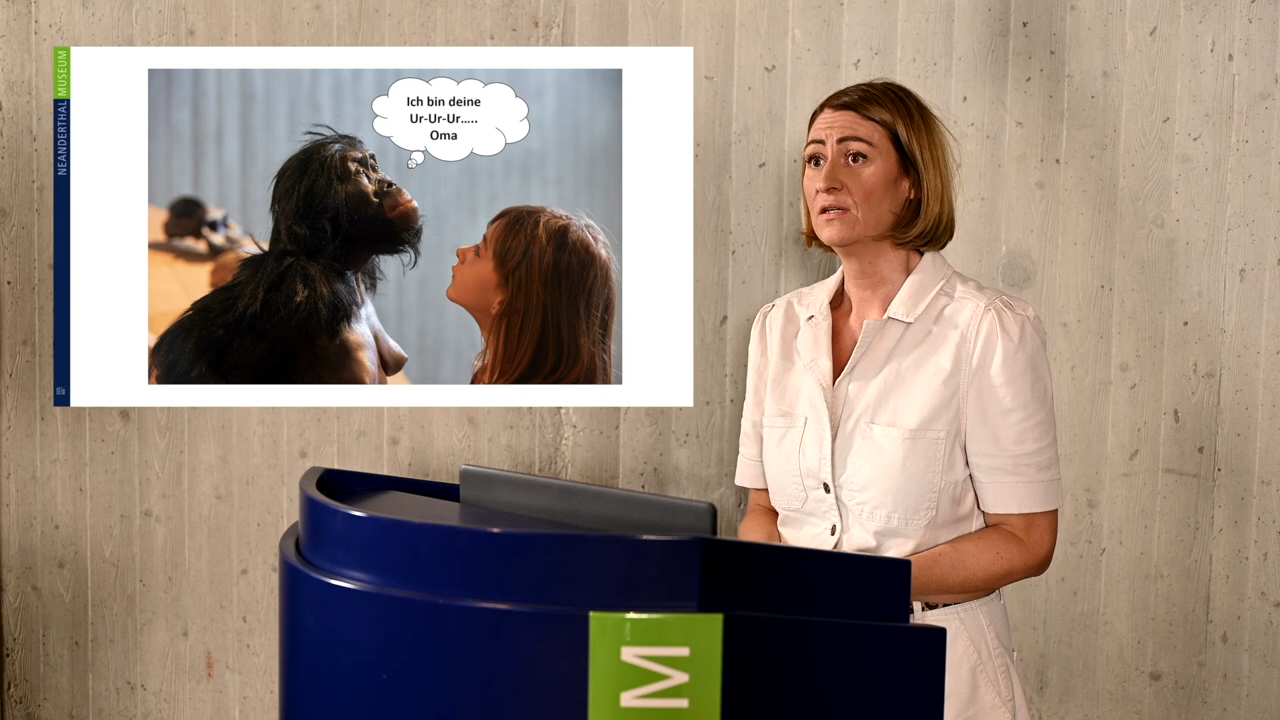 NEANDERTHAL MUSEUM
Ich bin deine
Ur-Ur-Ur.....
Oma
M